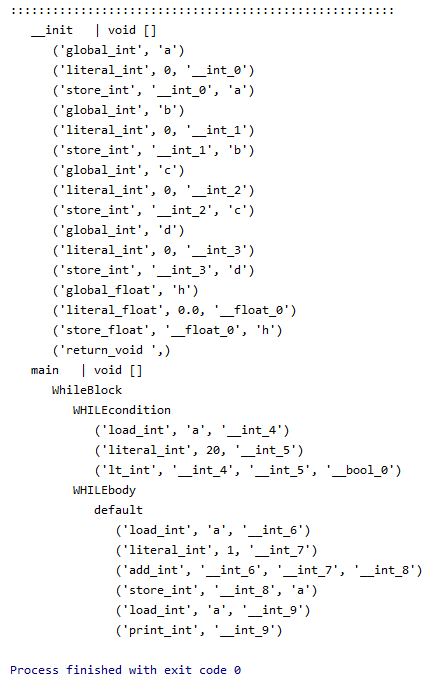 :::::::::::::::::::::::::::::::::::::::::::::::::::::::
__init   | void []
('global_int', 'a')
('literal_int', 0, '__int_0')
('store_int', '__int_0', 'a')
('global_int', 'b')
('literal_int', 0, '__int_1')
('store_int', '__int_1', 'b')
('global_int', 'c')
('literal_int', 0, '__int_2')
('store_int', '__int_2', 'c')
('global_int', 'd')
('literal_int', 0, '__int_3')
('store_int', '__int_3', 'd')
('global_float', 'h')
('literal_float', 0.0, '__float_0')
('store_float', '__float_0', 'h')
('return_void ',)
main   | void []
WhileBlock
WHILEcondition
('load_int', 'a', '__int_4')
('literal_int', 20, '__int_5')
('lt_int', '__int_4', '__int_5', '__bool_0')
WHILEbody
default
('load_int', 'a', '__int_6')
('literal_int', 1, '__int_7')
('add_int', '__int_6', '__int_7', '__int_8')
('store_int', '__int_8', 'a')
('load_int', 'a', '__int_9')
('print_int', '__int_9')
Process finished with exit code 0